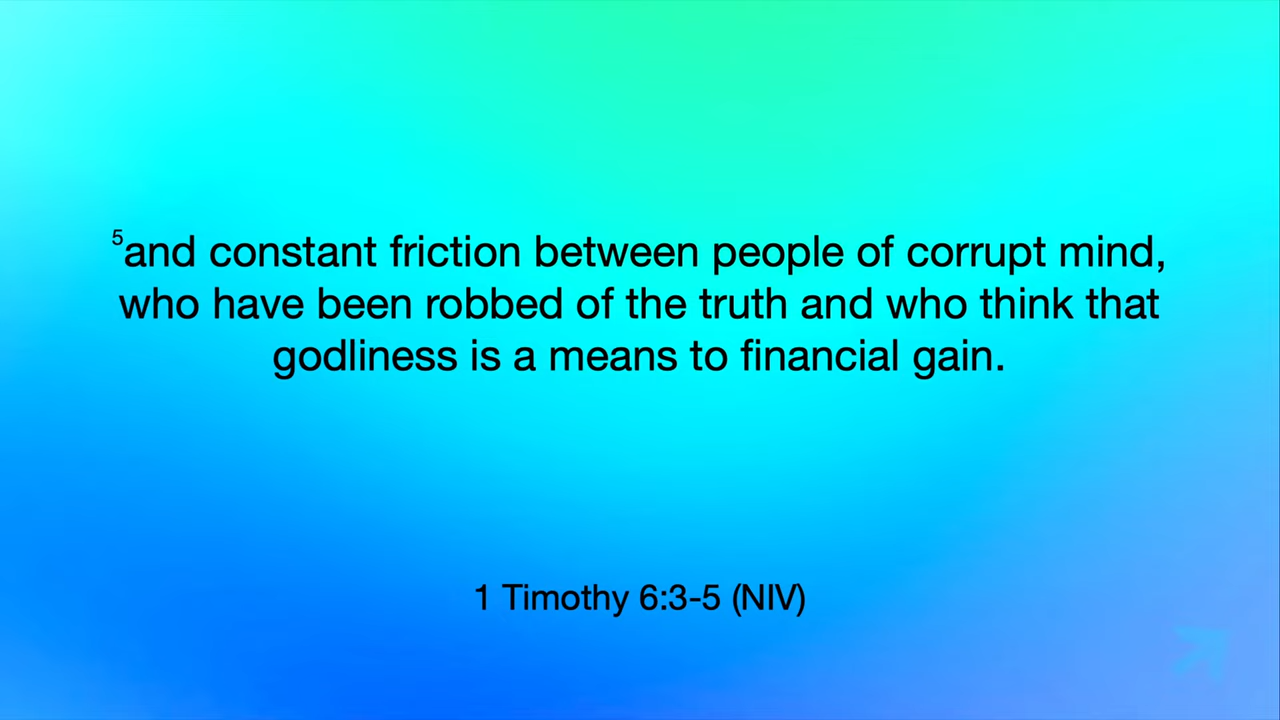 5and constant friction between people of corrupt mind,
who have been robbed of the truth and who think that
godliness is a means to financial gain.
1 Timothy 6:3-5 (NIV)